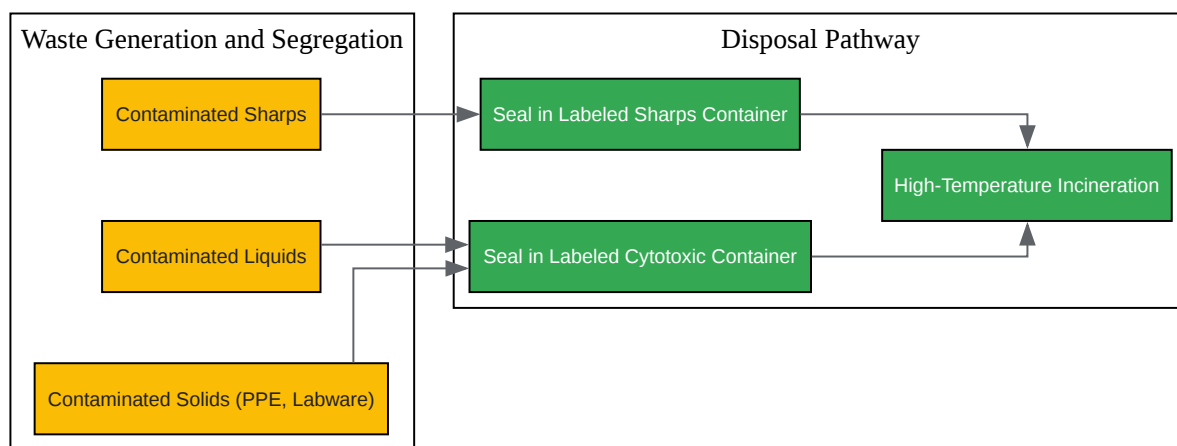 Waste Generation and Segregation
Disposal Pathway
Contaminated Sharps
Seal in Labeled Sharps Container
High-Temperature Incineration
Contaminated Liquids
Seal in Labeled Cytotoxic Container
Contaminated Solids (PPE, Labware)